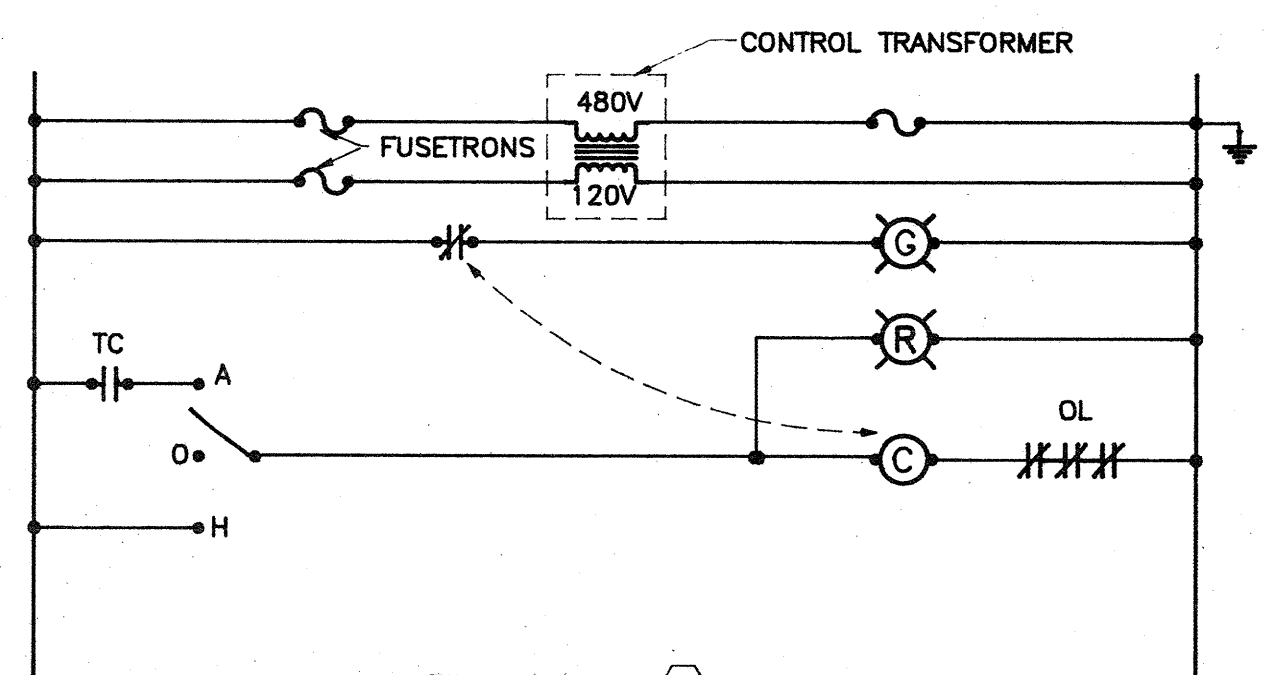 CONTROL TRANSFORMER
480V
FUSETRONS
120V
G
R
TC
A
OL
O
C
H